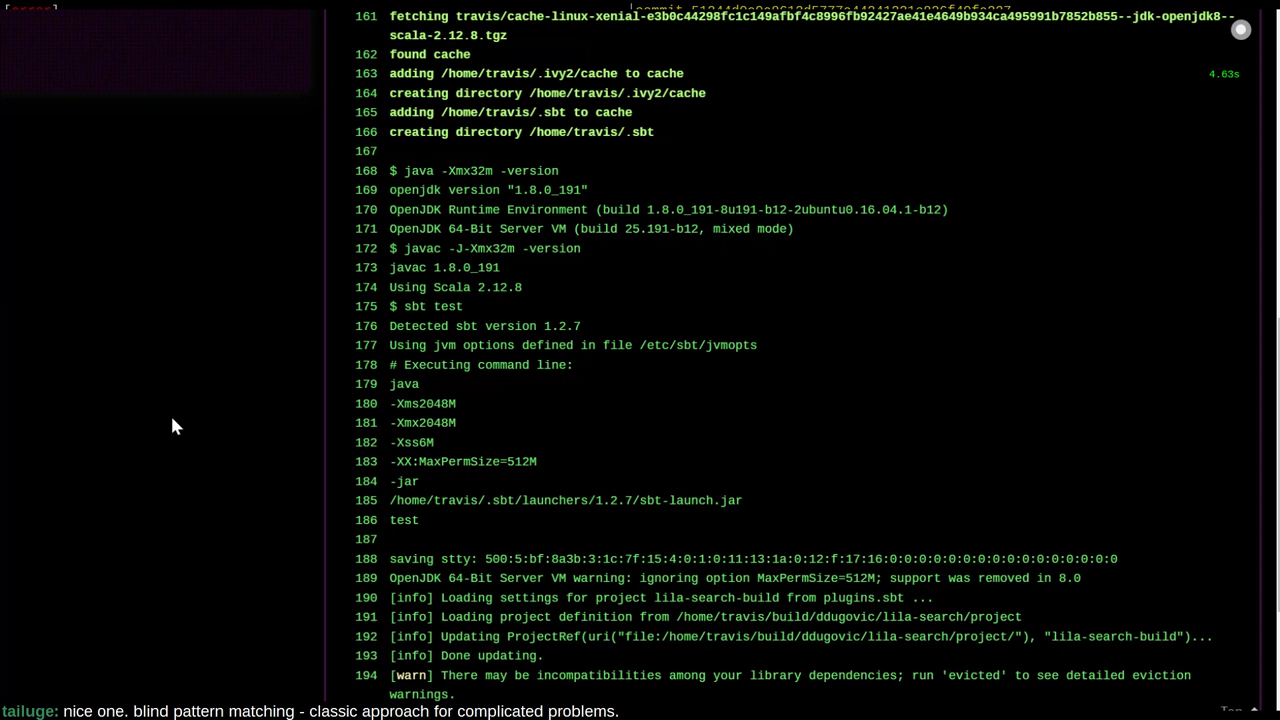 161 fetching travis/cache-linux-xenial-e3b0c44298fc1c149afbf4c8996fb92427ae41e4649b934ca495991b7852b855--jdk-openjdk8--
scala-2.12.8.tgz
162 found cache
163 adding /home/travis/.ivy2/cache to cache 4.63s
164 creating directory /home/travis/.ivy2/cache
165 adding /home/travis/.sbt to cache
166 creating directory /home/travis/.sbt
167
168 $ java -Xmx32m -version
169 openjdk version "1.8.0_191"
170 OpenJDK Runtime Environment (build 1.8.0_191-8u191-b12-2ubuntu0.16.04.1-b12)
171 OpenJDK 64-Bit Server VM (build 25.191-b12, mixed mode)
172 $ javac -J-Xmx32m -version
173 javac 1.8.0_191
174 Using Scala 2.12.8
175 $ sbt test
176 Detected sbt version 1.2.7
177 Using jvm options defined in file /etc/sbt/jvmopts
178 # Executing command line:
179 java
180 -Xms2048M
181 -Xmx2048M
182 -Xss6M
183 -XX:MaxPermSize=512M
184 -jar
185 /home/travis/.sbt/launchers/1.2.7/sbt-launch.jar
186 test
187
188 saving stty: 500:5:bf:8a3b:3:1c:7f:15:4:0:1:0:11:13:1a:0:12:f:17:16:0:0:0:0:0:0:0:0:0:0:0:0:0:0:0:0
189 OpenJDK 64-Bit Server VM warning: ignoring option MaxPermSize=512M; support was removed in 8.0
190 [info] Loading settings for project lila-search-build from plugins.sbt ...
191 [info] Loading project definition from /home/travis/build/ddugovic/lila-search/project
192 [info] Updating ProjectRef(uri("file:/home/travis/build/ddugovic/lila-search/project/"), "lila-search-build")...
193 [info] Done updating.
194 [warn] There may be incompatibilities among your library dependencies; run 'evicted' to see detailed eviction
warnings.
Top
tailuge: nice one. blind pattern matching - classic approach for complicated problems.